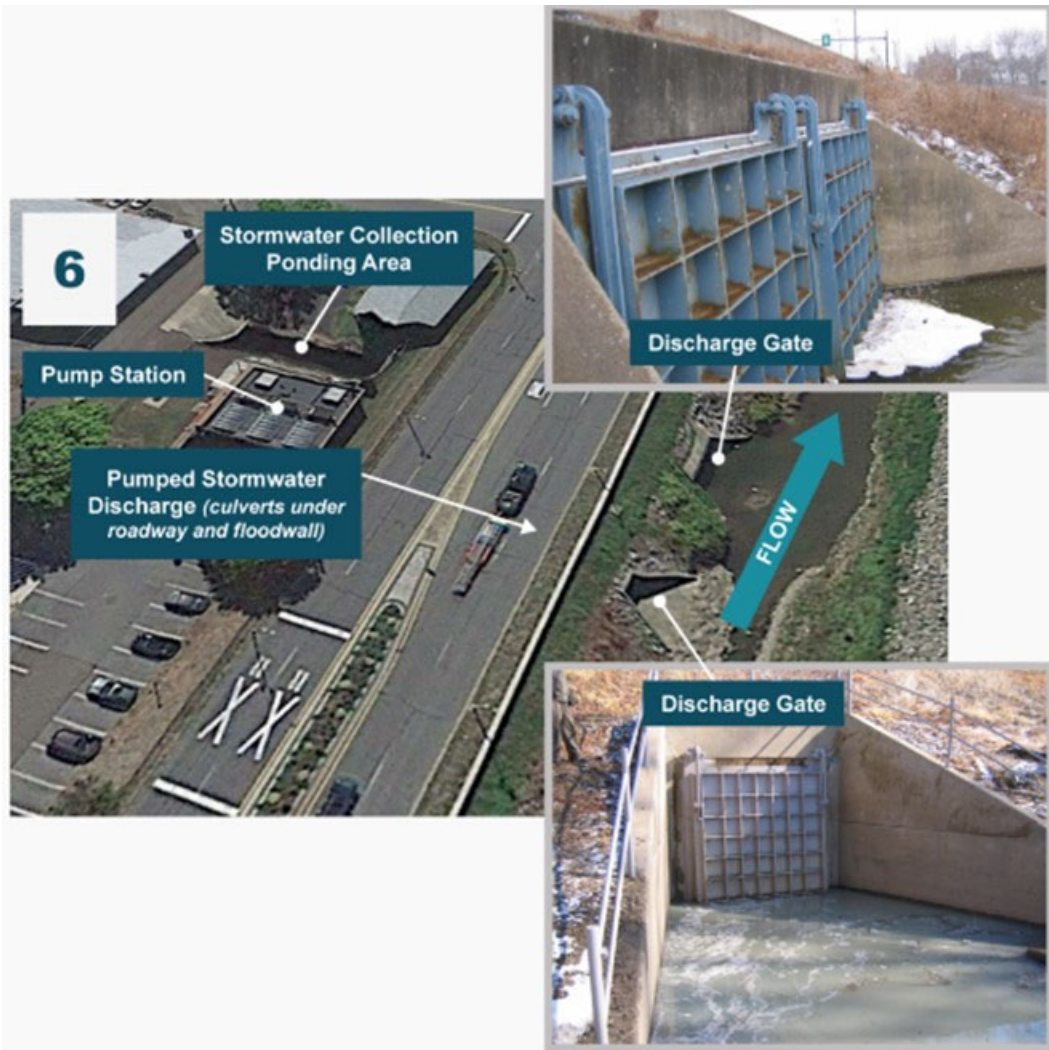 6
Stormwater Collection
Ponding Area
Pump Station
Pumped Stormwater
Discharge (culverts under
roadway and floodwall)
Discharge Gate
FLOW
Discharge Gate